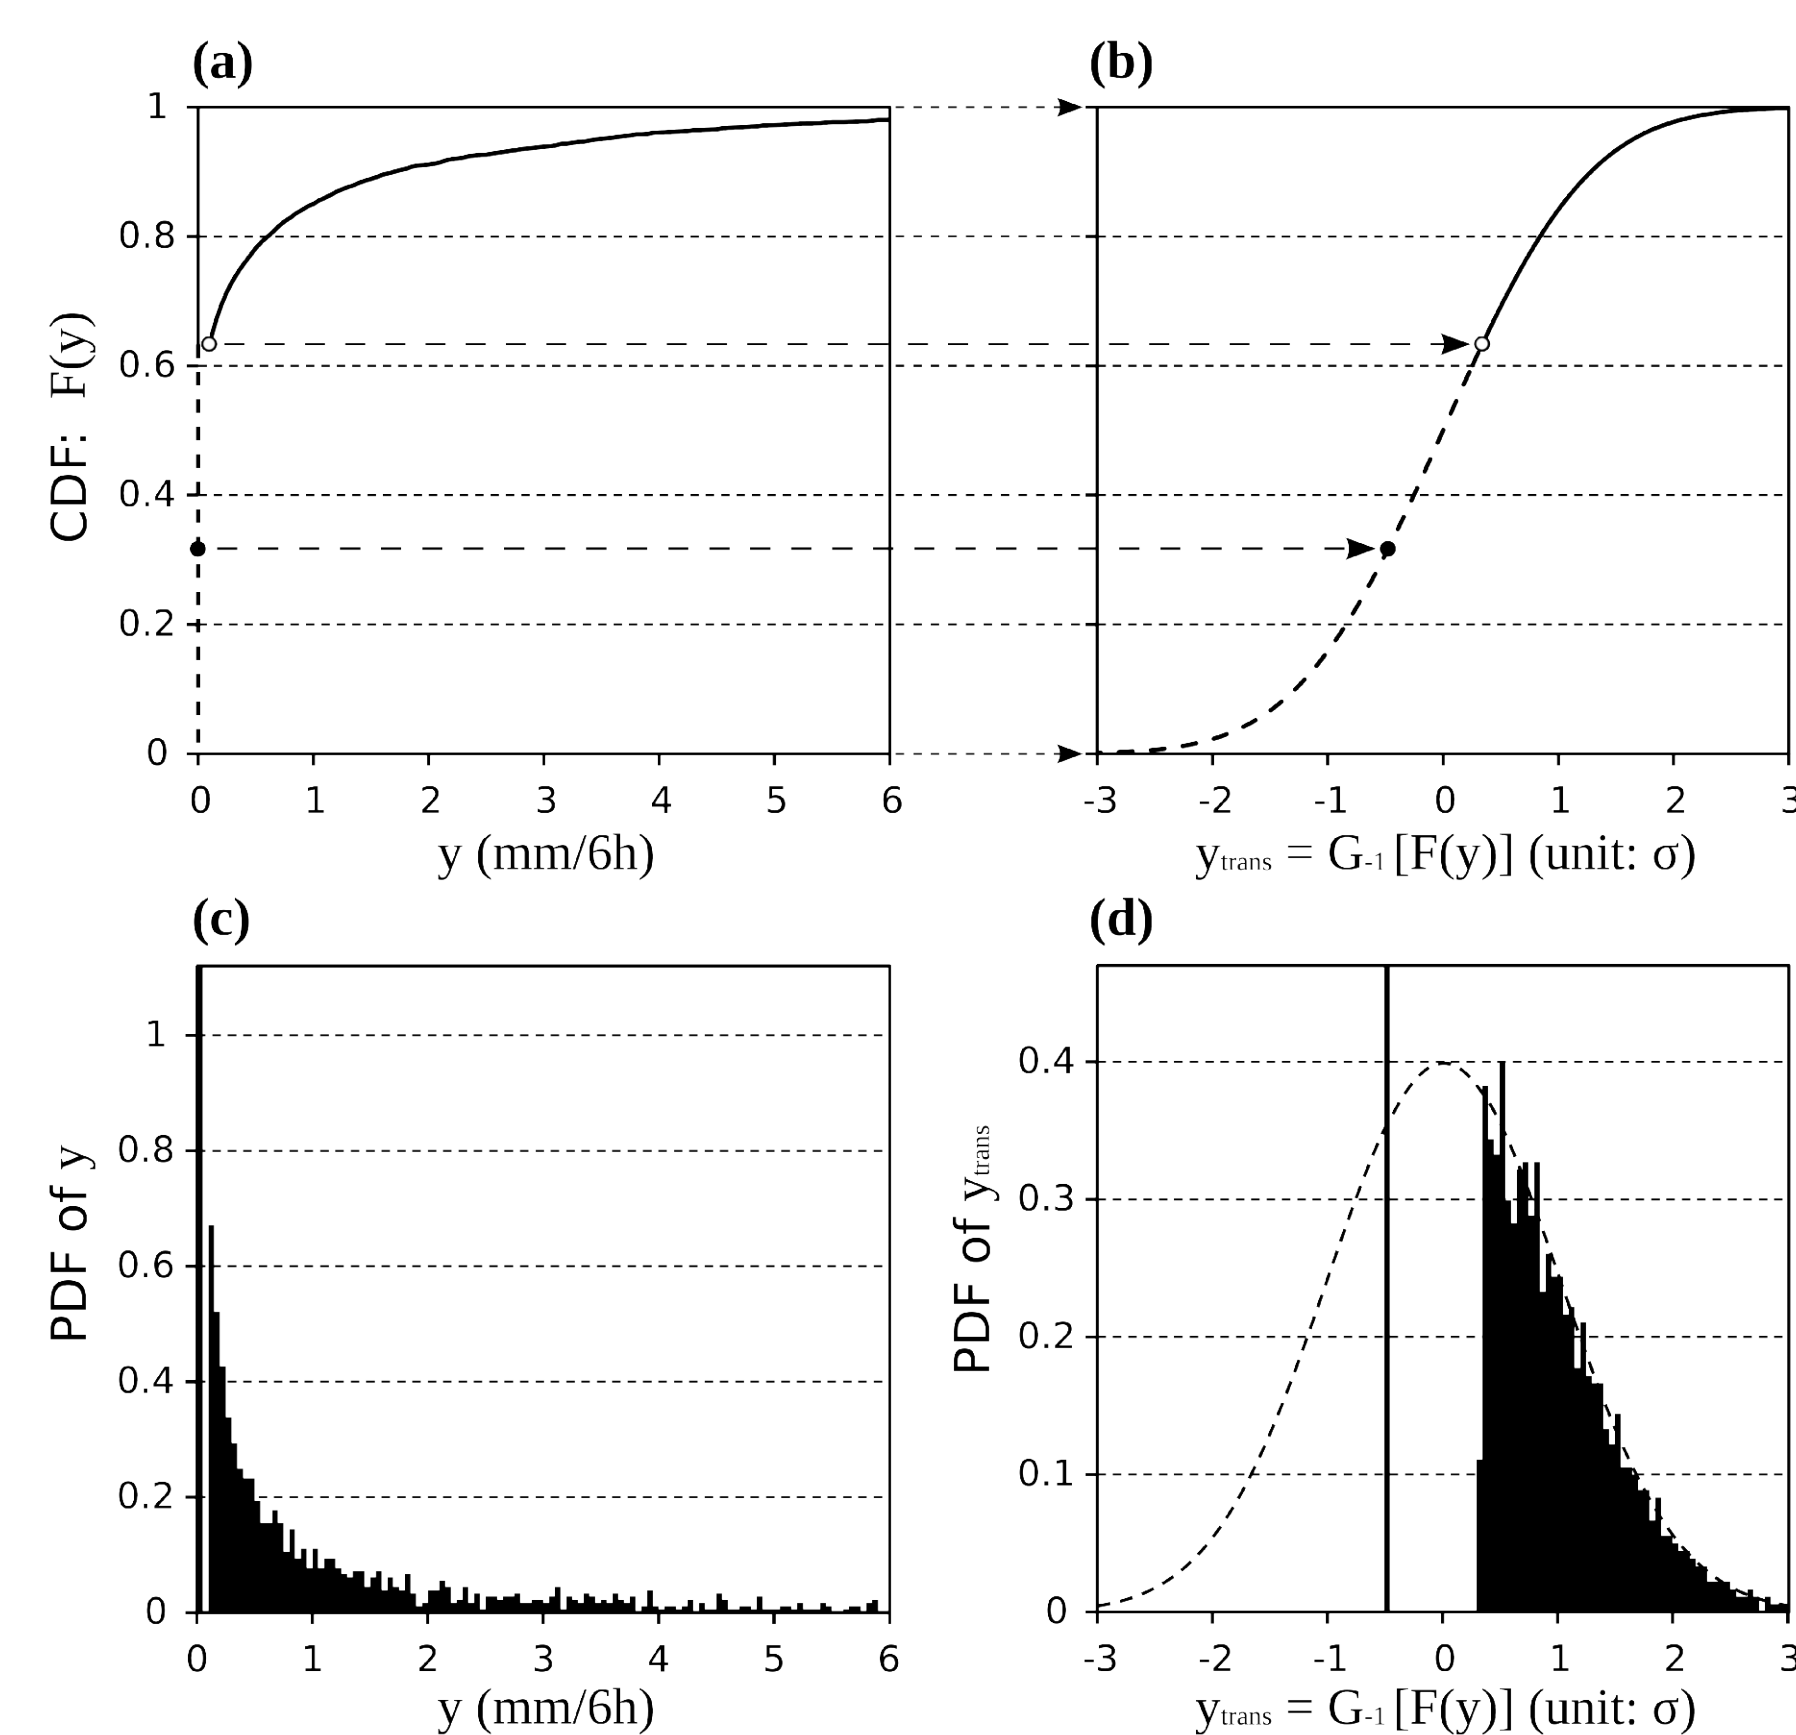 (a)
(b)
1
0.8
0.6
0.4
0.2
0
CDF: F(y)
0 1 2 3 4 5 6
-3 -2 -1 0 1 2 3
y (mm/6h)
ytrans = G-1 [F(y)] (unit: σ)
(c)
(d)
1
0.8
0.6
0.4
0.2
0
PDF of y
0.4
0.3
0.2
0.1
0
PDF of ytrans
0 1 2 3 4 5 6
-3 -2 -1 0 1 2 3
y (mm/6h)
ytrans = G-1 [F(y)] (unit: σ)